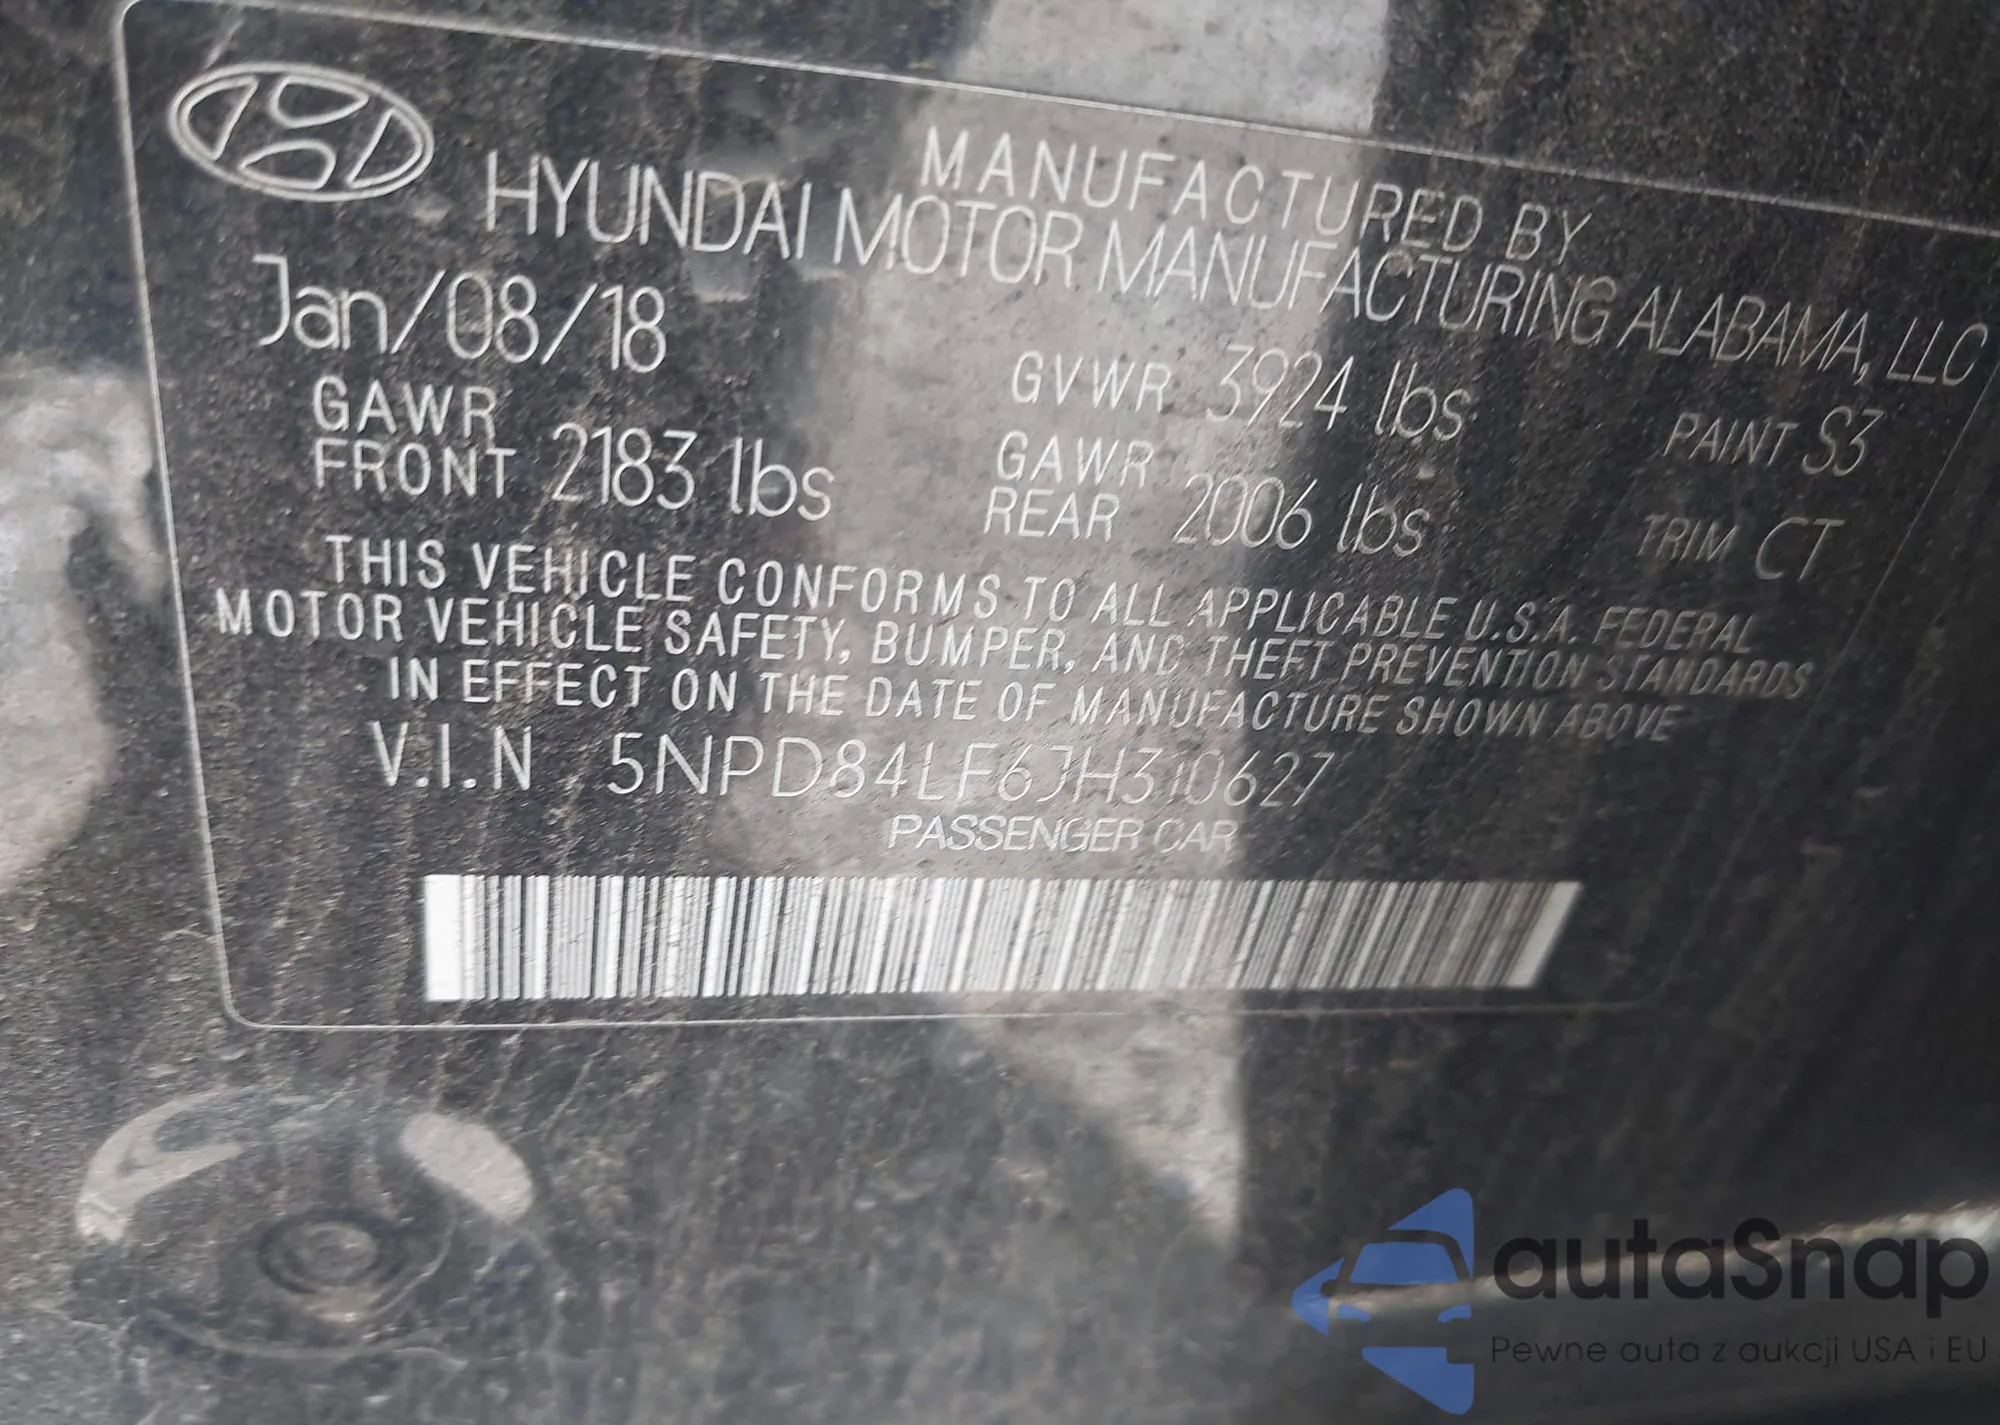 MANUFACTURED BY
HYUNDAI MOTOR MANUFACTURING ALABAMA, LLC
Jan/08/18
GVWR 3924 lbs
PAINT S3
GAWR
FRONT 2183 lbs
GAWR
REAR 2006 lbs
TRIM CT
THIS VEHICLE CONFORMS TO ALL APPLICABLE U.S.A. FEDERAL
MOTOR VEHICLE SAFETY, BUMPER, AND THEFT PREVENTION STANDARDS
IN EFFECT ON THE DATE OF MANUFACTURE SHOWN ABOVE
V.I.N 5NPD84LF6JH310627
PASSENGER CAR
autaSnap
Pewne auta z aukcji USA i EU